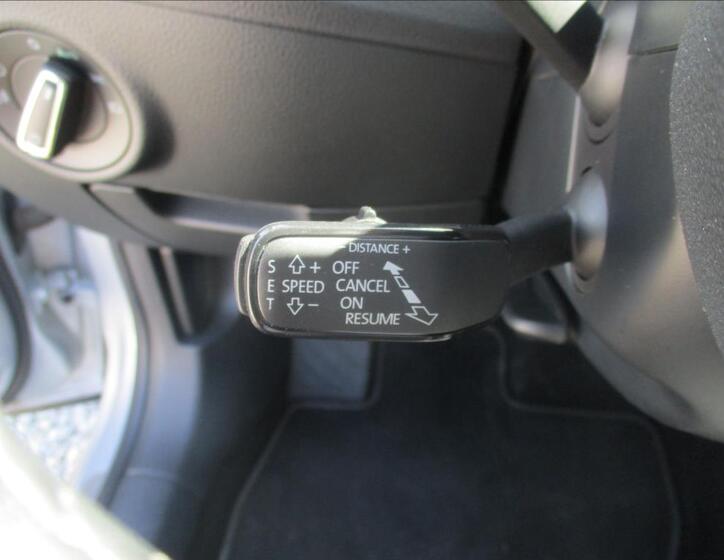 - DISTANCE +
S + OFF
E SPEED CANCEL
T - ON
RESUME